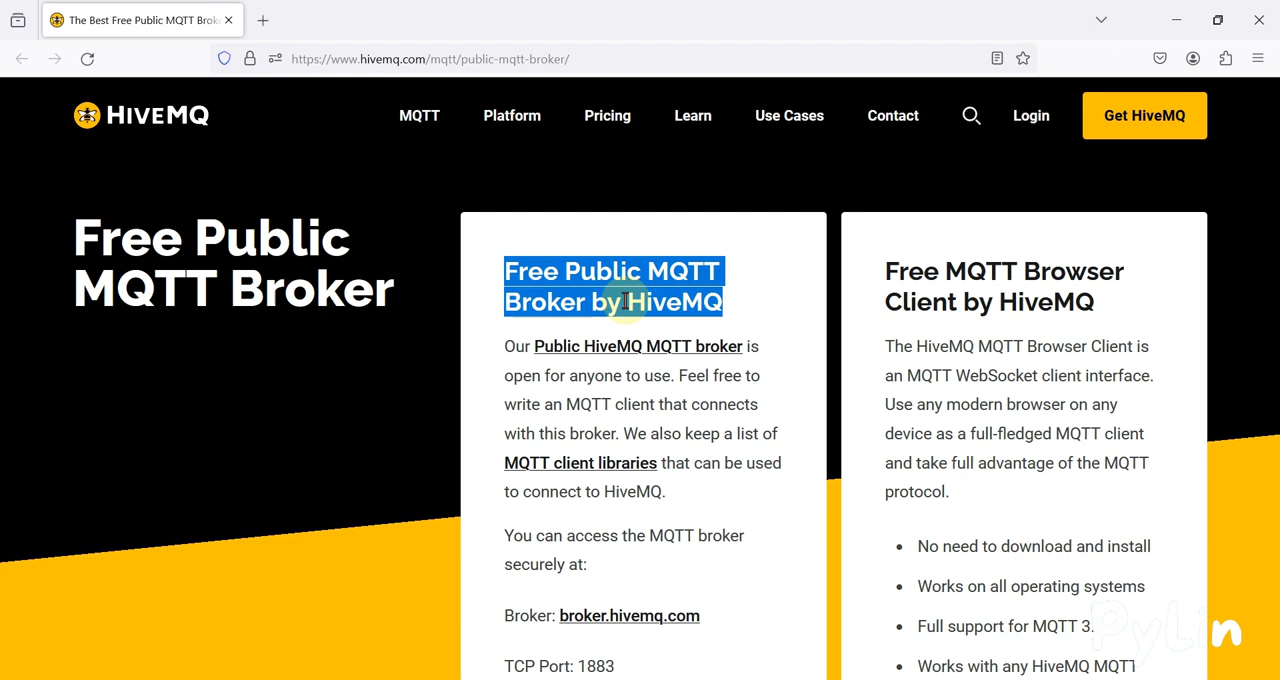 The Best Free Public MQTT Brok
https://www.hivemq.com/mqtt/public-mqtt-broker/
HIVEMQ
MQTT
Platform
Pricing
Learn
Use Cases
Contact
Login
Get HiveMQ
Free Public
MQTT Broker
Free Public MQTT
Broker by HiveMQ
Our Public HiveMQ MQTT broker is
open for anyone to use. Feel free to
write an MQTT client that connects
with this broker. We also keep a list of
MQTT client libraries that can be used
to connect to HiveMQ.
You can access the MQTT broker
securely at:
Broker: broker.hivemq.com
TCP Port: 1883
Free MQTT Browser
Client by HiveMQ
The HiveMQ MQTT Browser Client is
an MQTT WebSocket client interface.
Use any modern browser on any
device as a full-fledged MQTT client
and take full advantage of the MQTT
protocol.
• No need to download and install
• Works on all operating systems
• Full support for MQTT 3.
• Works with any HiveMQ MQTT
PyLin